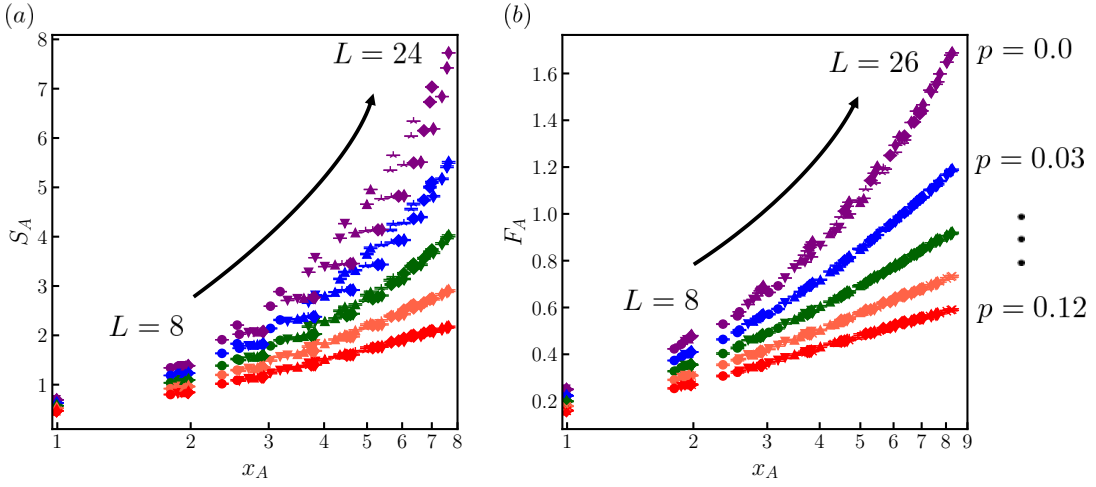 (a)
8
7
6
5
4
3
2
1
S_A
L = 24
L = 8
1 2 3 4 5 6 7 8
x_A
(b)
1.6
1.4
1.2
1.0
0.8
0.6
0.4
0.2
F_A
L = 26
L = 8
1 2 3 4 5 6 7 8 9
x_A
p = 0.0
p = 0.03
p = 0.12